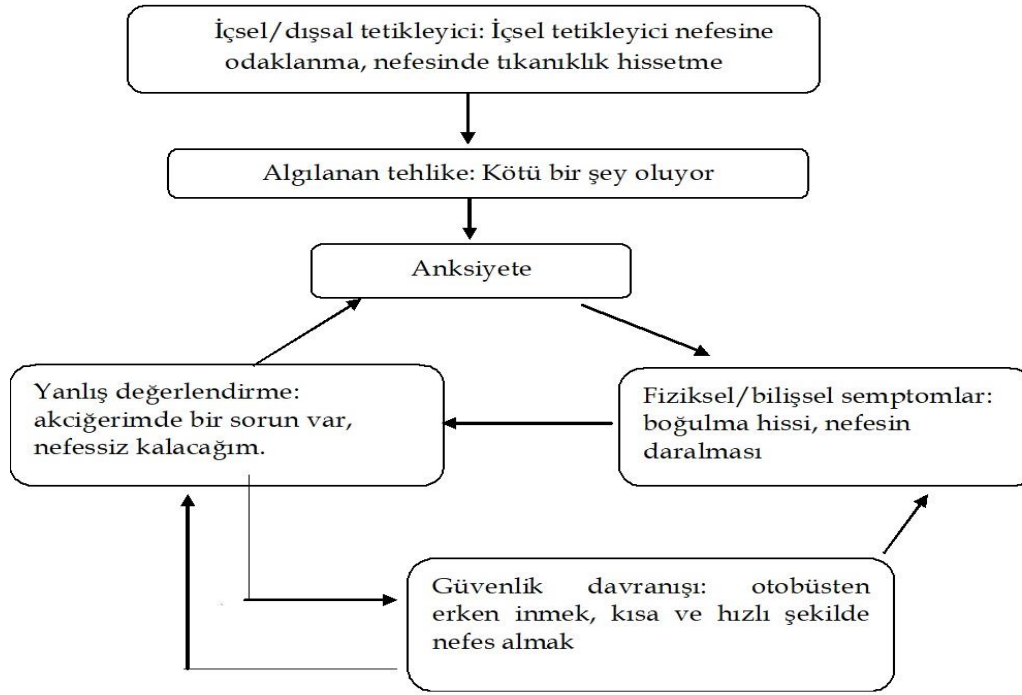 İçsel/dışsal tetikleyici: İçsel tetikleyici nefesine
odaklanma, nefesinde tıkanıklık hissetme
Algılanan tehlike: Kötü bir şey oluyor
Anksiyete
Yanlış değerlendirme:
akciğerimde bir sorun var,
nefessiz kalacağım.
Fiziksel/bilişsel semptomlar:
boğulma hissi, nefesin
daralması
Güvenlik davranışı: otobüsten
erken inmek, kısa ve hızlı şekilde
nefes almak